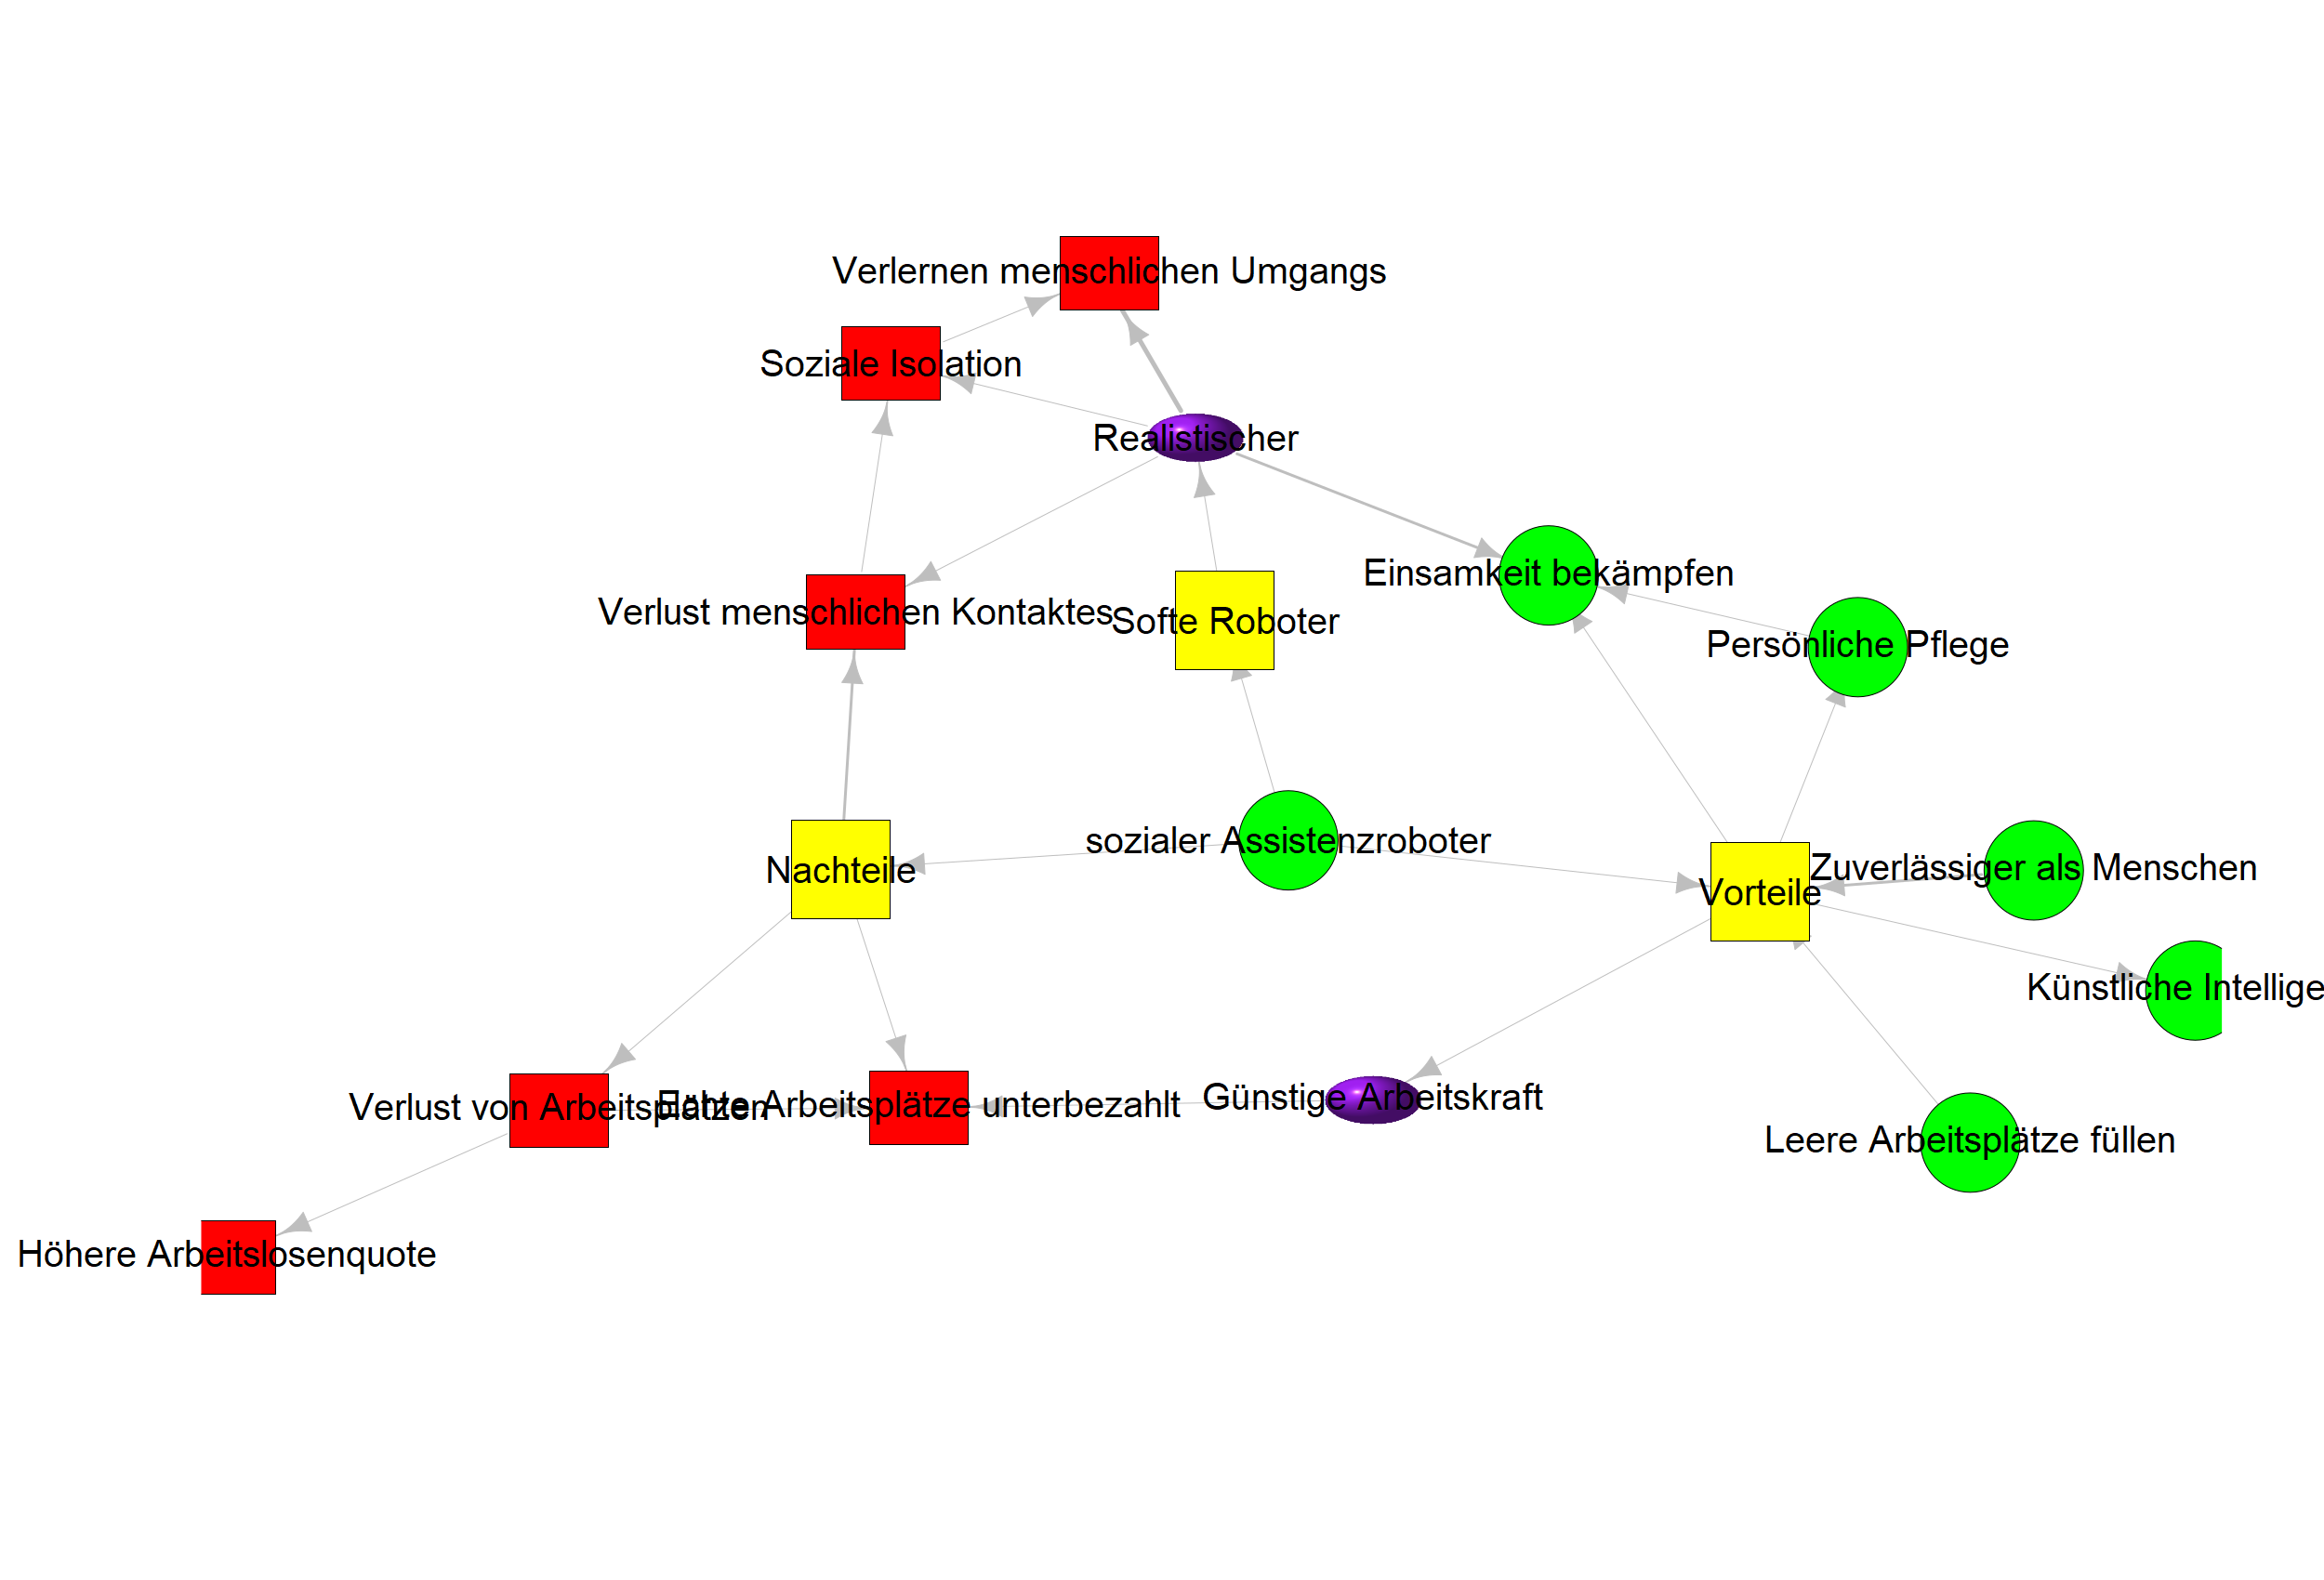 Verlernen menschlichen Umgangs
Soziale Isolation
Realistischer
Einsamkeit bekämpfen
Verlust menschlichen Kontaktes
Softe Roboter
Persönliche Pflege
sozialer Assistenzroboter
Nachteile
Zuverlässiger als Menschen
Vorteile
Künstliche Intellige
Verlust von Arbeitsplätzen
Echte Arbeitsplätze unterbezahlt
Günstige Arbeitskraft
Leere Arbeitsplätze füllen
Höhere Arbeitslosenquote